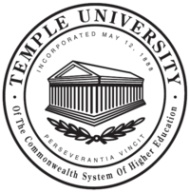 TEMPLE UNIVERSITY
Of The Commonwealth System Of Higher Education
INCORPORATED MAY 12, 1888
PERSEVERANTIA VINCIT